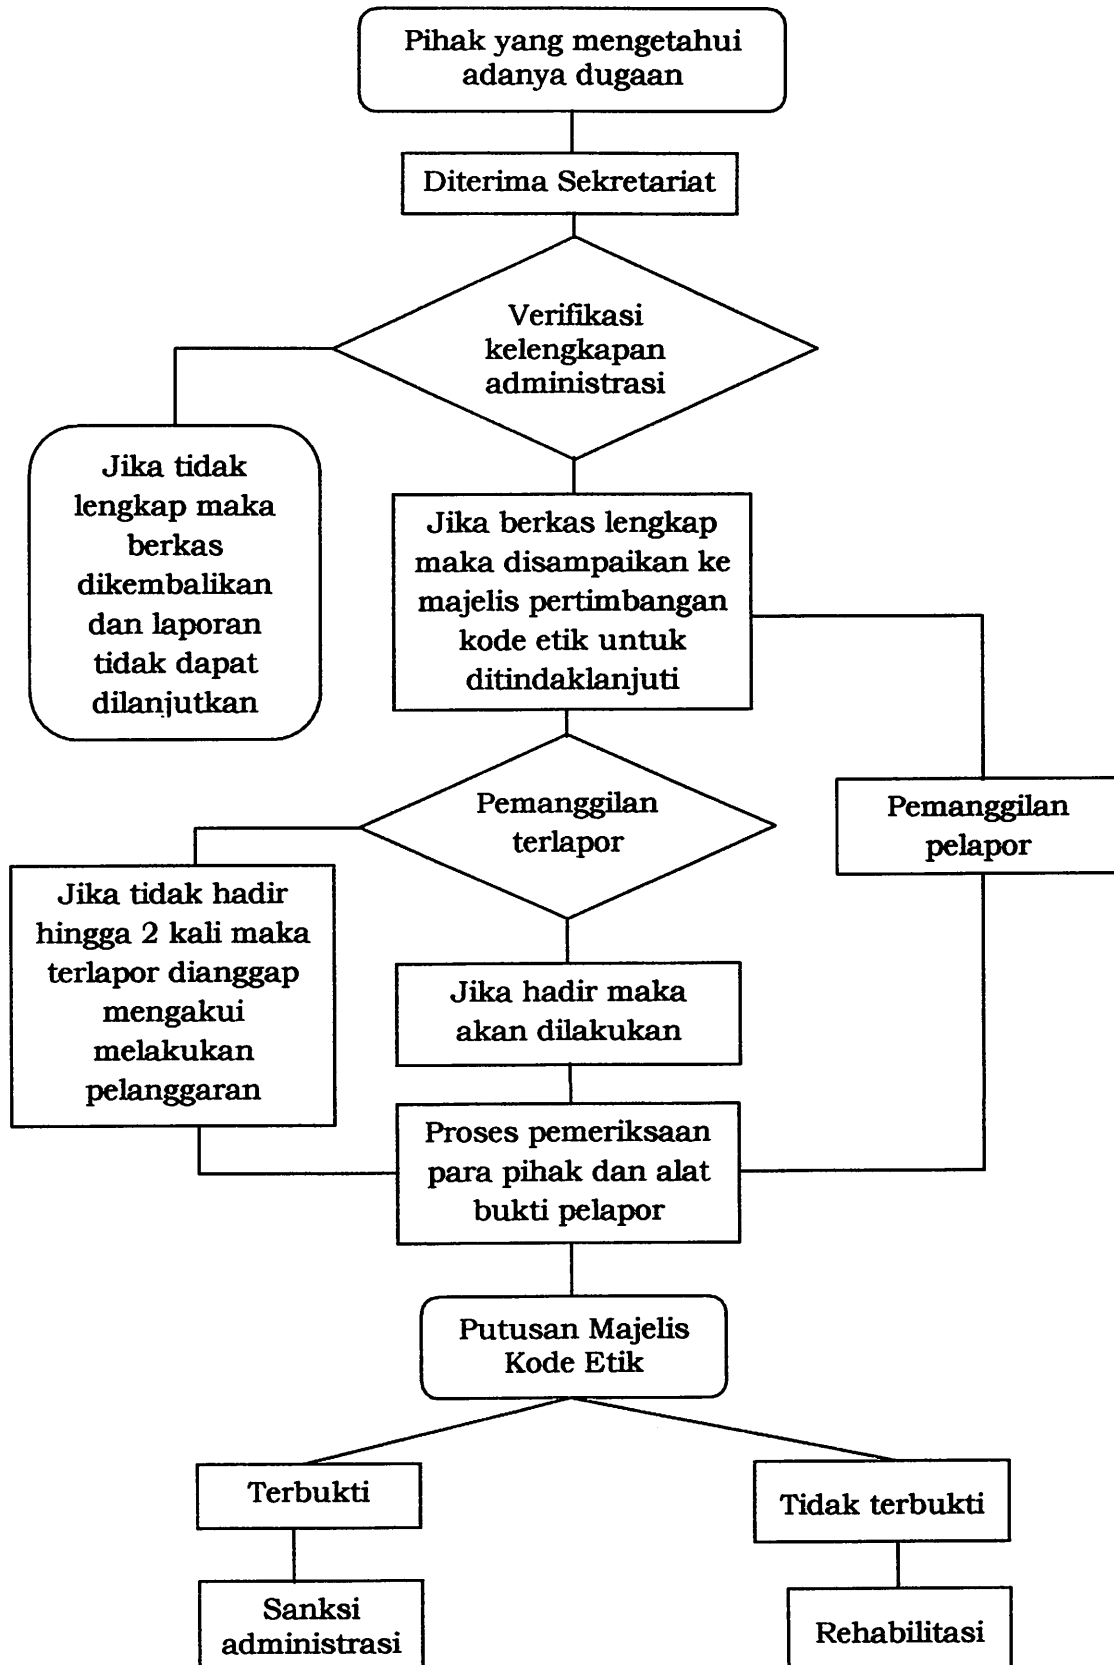 Pihak yang mengetahui
adanya dugaan
Diterima Sekretariat
Verifikasi
kelengkapan
administrasi
Jika tidak
lengkap maka
berkas
dikembalikan
dan laporan
tidak dapat
dilanjutkan
Jika berkas lengkap
maka disampaikan ke
majelis pertimbangan
kode etik untuk
ditindaklanjuti
Pemanggilan
terlapor
Pemanggilan
pelapor
Jika tidak hadir
hingga 2 kali maka
terlapor dianggap
mengakui
melakukan
pelanggaran
Jika hadir maka
akan dilakukan
Proses pemeriksaan
para pihak dan alat
bukti pelapor
Putusan Majelis
Kode Etik
Terbukti
Tidak terbukti
Sanksi
administrasi
Rehabilitasi